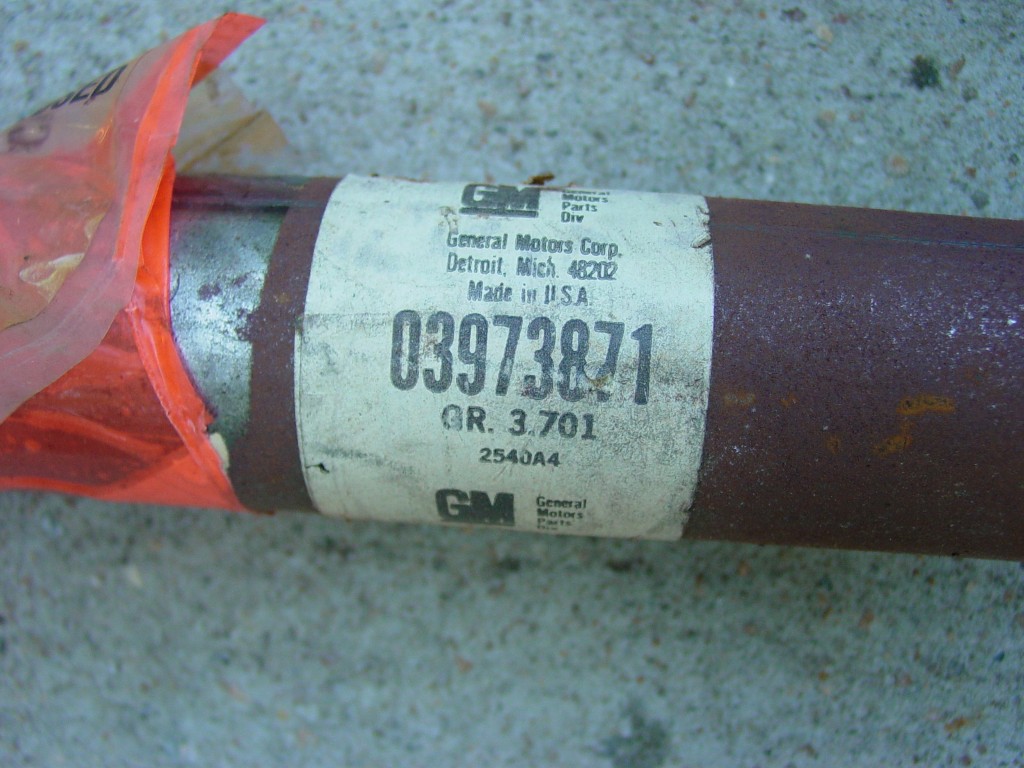 GM General
Motors
Parts
Div
General Motors Corp.
Detroit, Mich. 48202
Made in U.S.A.
03973871
GR. 3.701
2540A4
GM General
Motors
Parts
Div